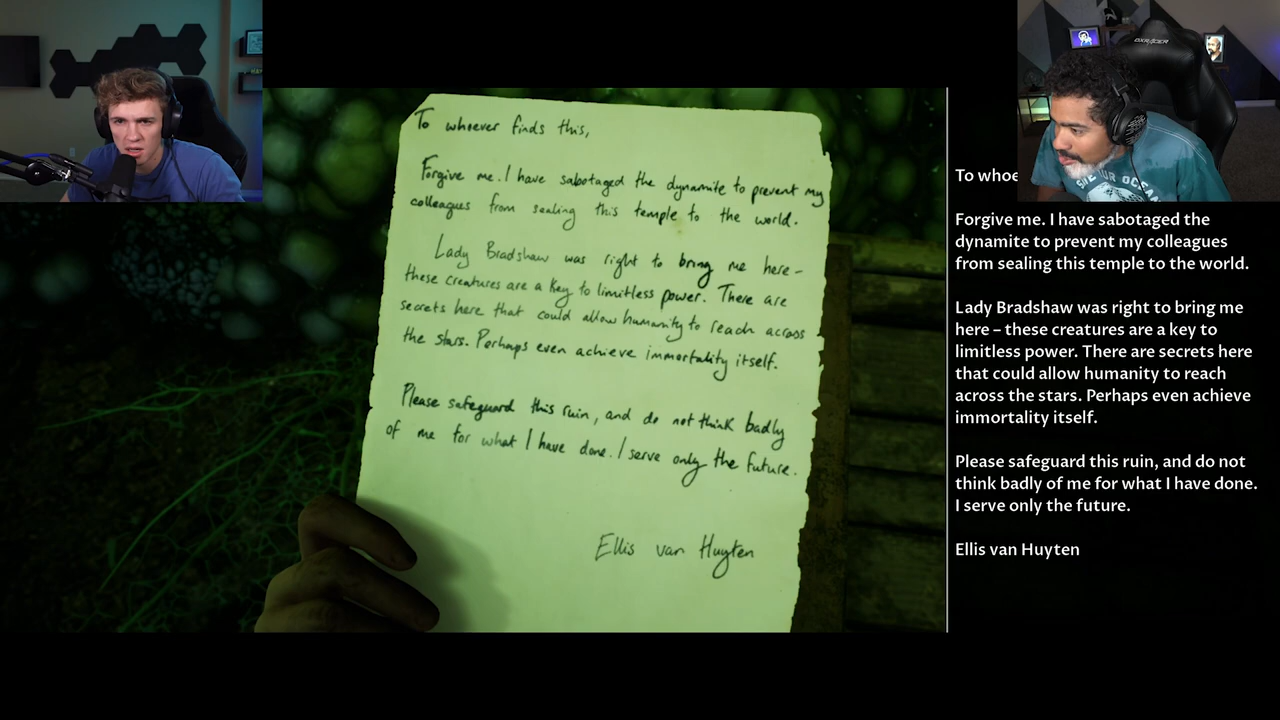 To whoever finds this,
Forgive me. I have sabotaged the dynamite to prevent my
colleagues from sealing this temple to the world.
Lady Bradshaw was right to bring me here –
these creatures are a key to limitless power. There are
secrets here that could allow humanity to reach across
the stars. Perhaps even achieve immortality itself.
Please safeguard this ruin, and do not think badly
of me for what I have done. I serve only the future.
Ellis van Huyten
To whoe
Forgive me. I have sabotaged the
dynamite to prevent my colleagues
from sealing this temple to the world.
Lady Bradshaw was right to bring me
here – these creatures are a key to
limitless power. There are secrets here
that could allow humanity to reach
across the stars. Perhaps even achieve
immortality itself.
Please safeguard this ruin, and do not
think badly of me for what I have done.
I serve only the future.
Ellis van Huyten